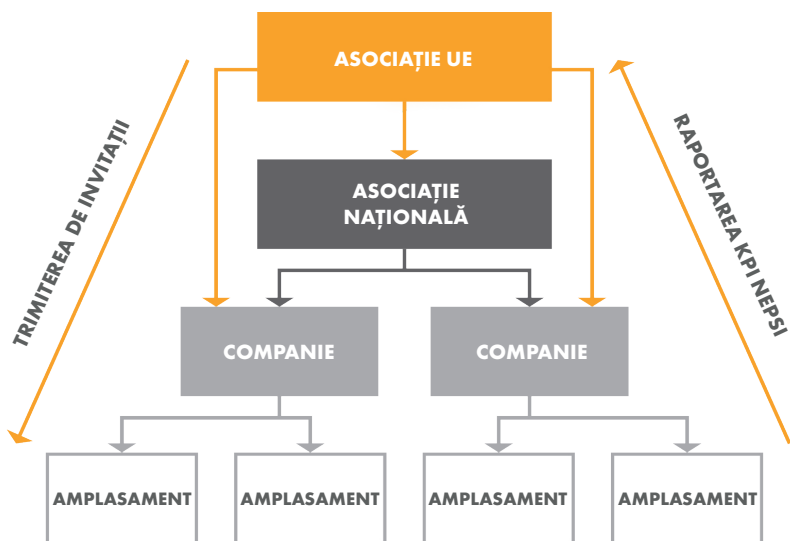 ASOCIAȚIE UE
TRIMITEREA DE INVITAȚII
RAPORTAREA KPI NEPSI
ASOCIAȚIE
NAȚIONALĂ
COMPANIE
COMPANIE
AMPLASAMENT
AMPLASAMENT
AMPLASAMENT
AMPLASAMENT